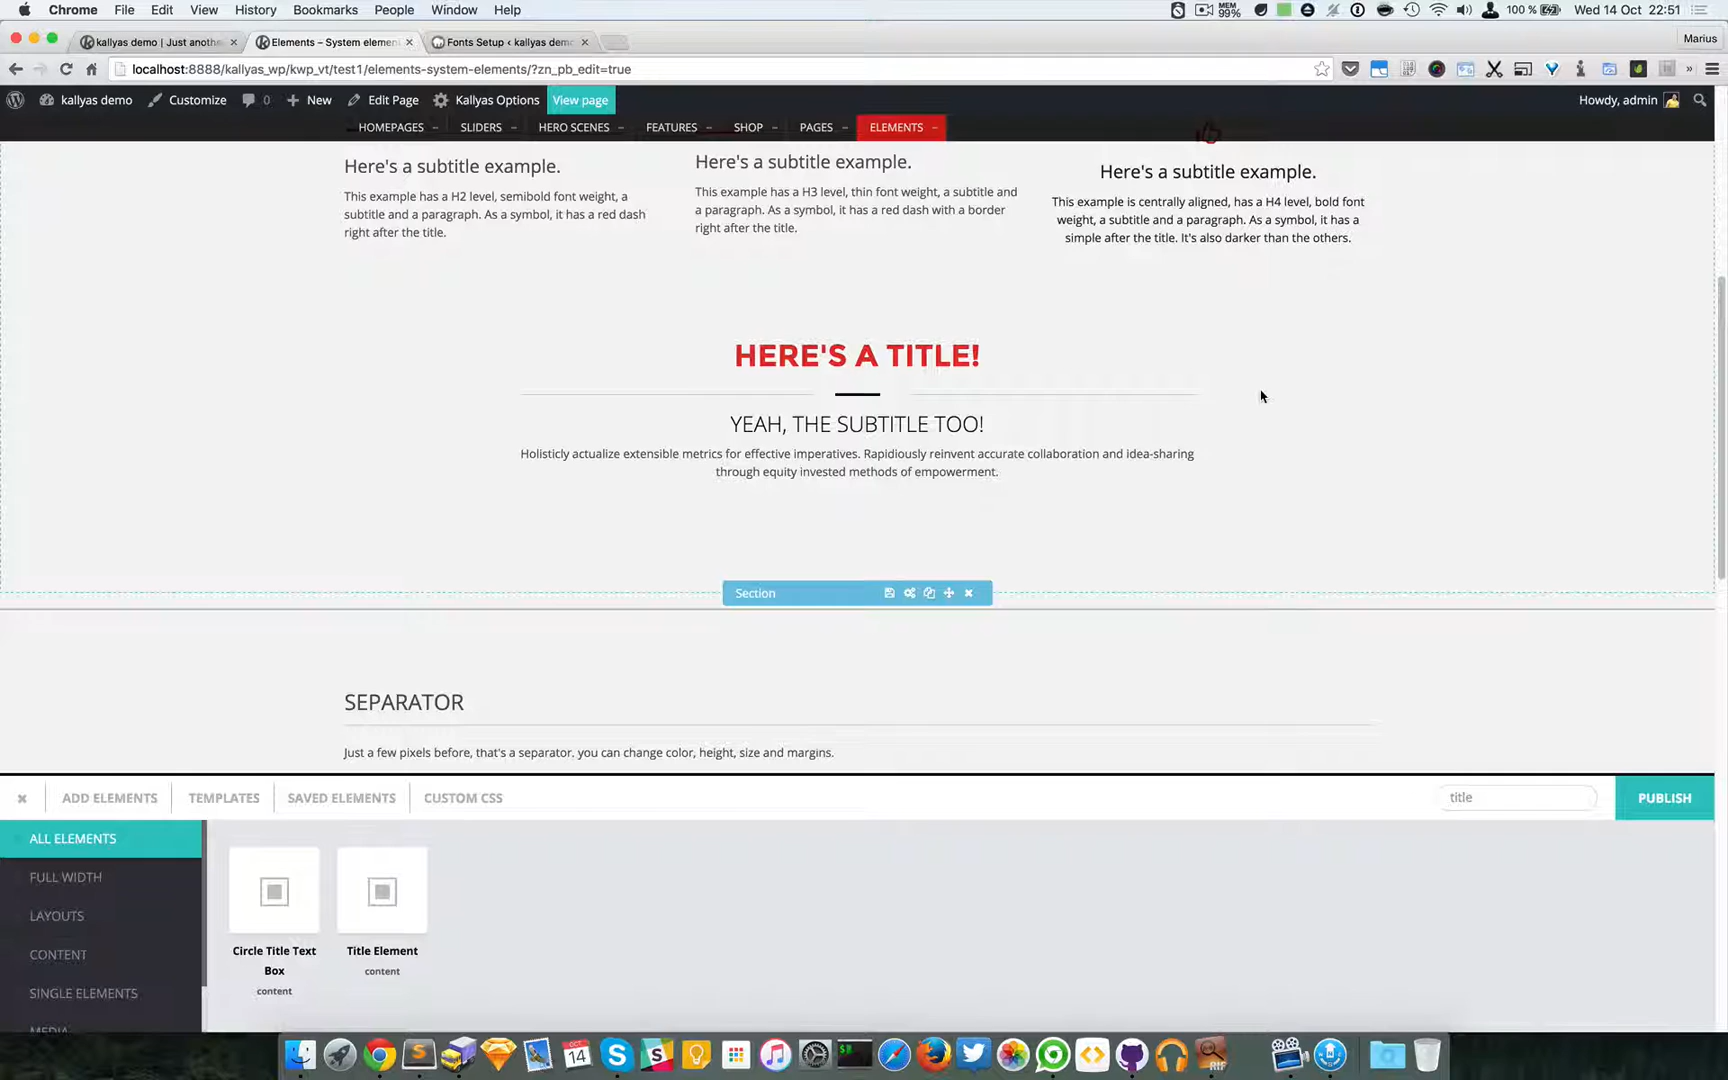 Chrome File Edit View History Bookmarks People Window Help MEM 99% 100 % Wed 14 Oct 22:51
kallyas demo | Just anoth Elements – System elemen Fonts Setup < kallyas dem Marius
localhost:8888/kallyas_wp/kwp_vt/test1/elements-system-elements/?zn_pb_edit=true
kallyas demo Customize 0 New Edit Page Kallyas Options View page Howdy, admin
HOMEPAGES SLIDERS HERO SCENES FEATURES SHOP PAGES ELEMENTS
Here's a subtitle example.
This example has a H2 level, semibold font weight, a
subtitle and a paragraph. As a symbol, it has a red dash
right after the title.
Here's a subtitle example.
This example has a H3 level, thin font weight, a subtitle and
a paragraph. As a symbol, it has a red dash with a border
right after the title.
Here's a subtitle example.
This example is centrally aligned, has a H4 level, bold font
weight, a subtitle and a paragraph. As a symbol, it has a
simple after the title. It's also darker than the others.
HERE'S A TITLE!
YEAH, THE SUBTITLE TOO!
Holisticly actualize extensible metrics for effective imperatives. Rapidiously reinvent accurate collaboration and idea-sharing
through equity invested methods of empowerment.
Section
SEPARATOR
Just a few pixels before, that's a separator, you can change color, height, size and margins.
ADD ELEMENTS TEMPLATES SAVED ELEMENTS CUSTOM CSS title PUBLISH
ALL ELEMENTS
FULL WIDTH
LAYOUTS
CONTENT
SINGLE ELEMENTS
MEDIA
Circle Title Text
Box
content
Title Element
content
OCT
14
RIF